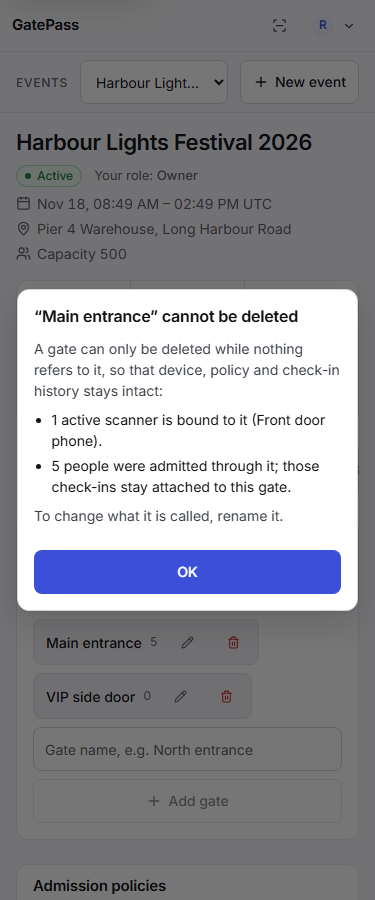 GatePass
R
EVENTS
Harbour Light...
New event
Harbour Lights Festival 2026
Active
Your role: Owner
Nov 18, 08:49 AM – 02:49 PM UTC
Pier 4 Warehouse, Long Harbour Road
Capacity 500
“Main entrance” cannot be deleted
A gate can only be deleted while nothing
refers to it, so that device, policy and check-in
history stays intact:
• 1 active scanner is bound to it (Front door
phone).
• 5 people were admitted through it; those
check-ins stay attached to this gate.
To change what it is called, rename it.
OK
Main entrance 5
VIP side door 0
Gate name, e.g. North entrance
Add gate
Admission policies